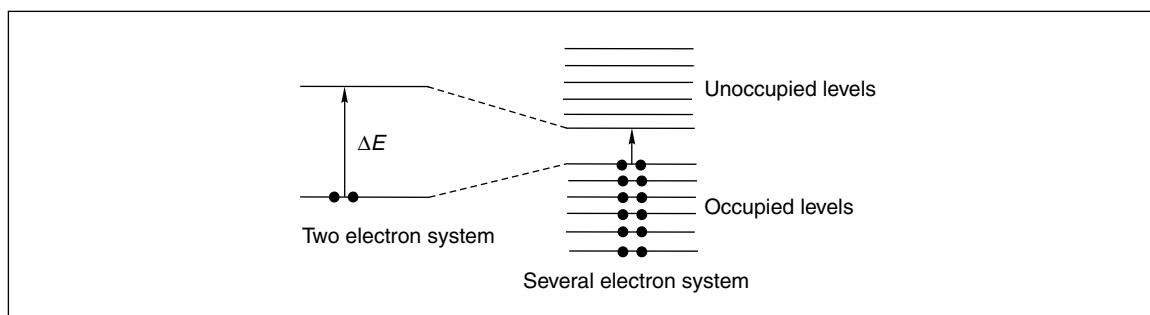 Unoccupied levels
ΔE
Occupied levels
Two electron system
Several electron system